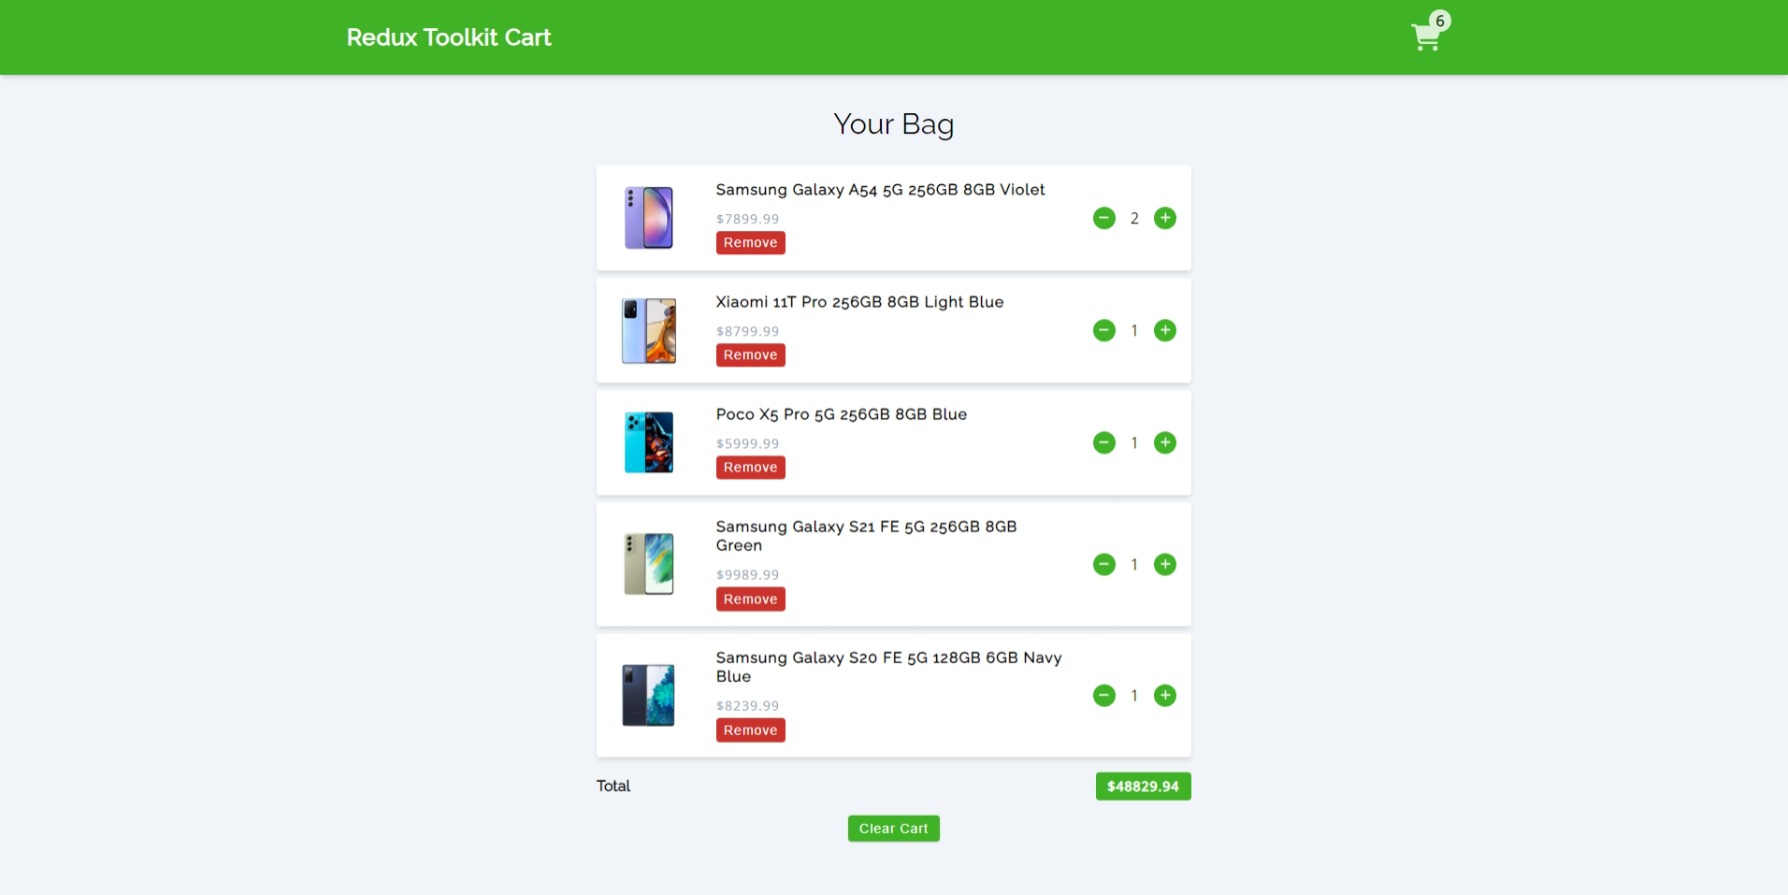 Redux Toolkit Cart
6
Your Bag
Samsung Galaxy A54 5G 256GB 8GB Violet
$7899.99
Remove
2
Xiaomi 11T Pro 256GB 8GB Light Blue
$8799.99
Remove
1
Poco X5 Pro 5G 256GB 8GB Blue
$5999.99
Remove
1
Samsung Galaxy S21 FE 5G 256GB 8GB
Green
$9989.99
Remove
1
Samsung Galaxy S20 FE 5G 128GB 6GB Navy
Blue
$8239.99
Remove
1
Total
$48829.94
Clear Cart